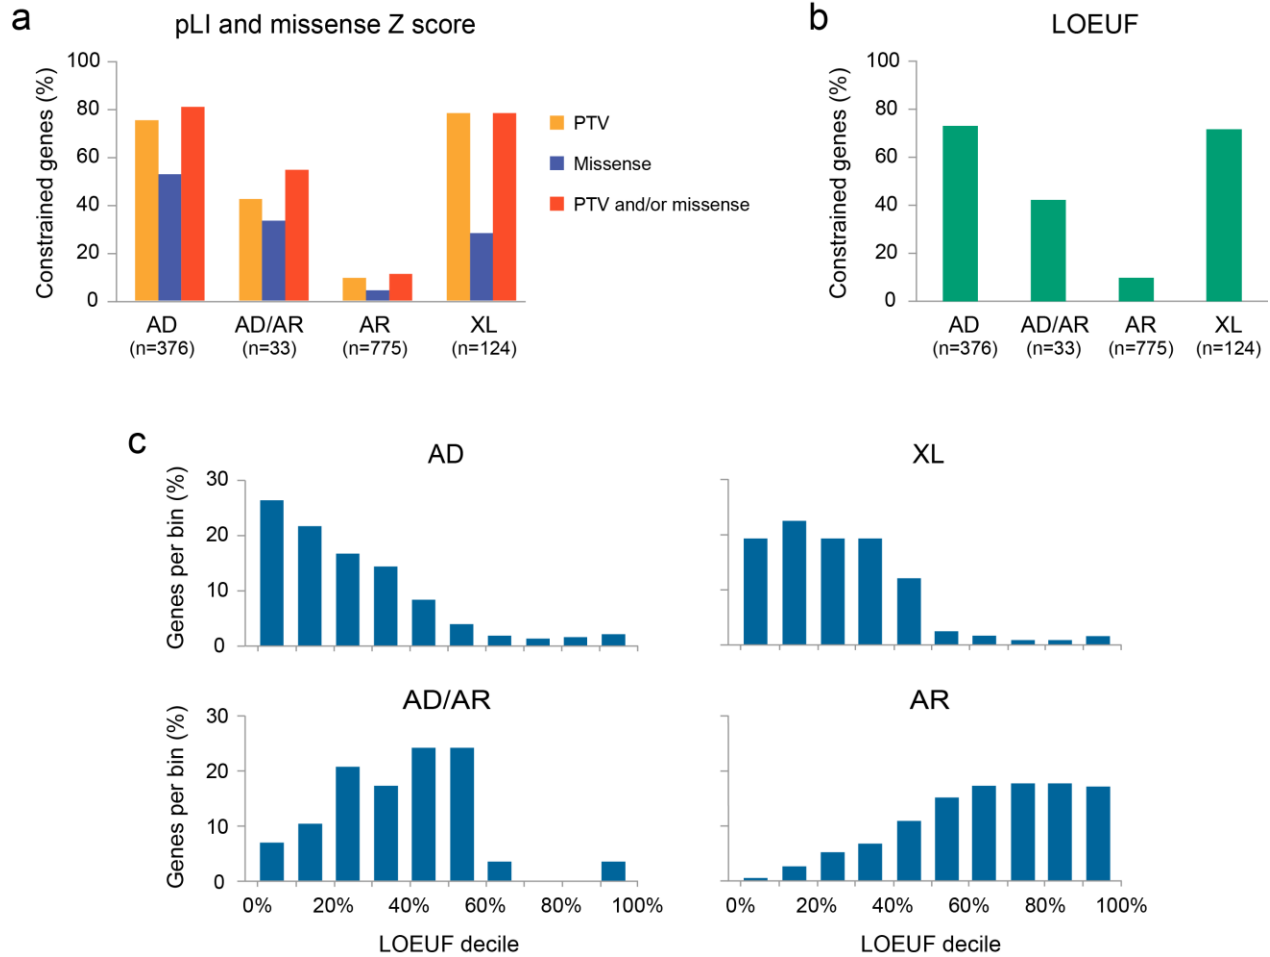 a
pLI and missense Z score
Constrained genes (%)
100
80
60
40
20
0
AD
(n=376)
AD/AR
(n=33)
AR
(n=775)
XL
(n=124)
PTV
Missense
PTV and/or missense
b
LOEUF
Constrained genes (%)
100
80
60
40
20
0
AD
(n=376)
AD/AR
(n=33)
AR
(n=775)
XL
(n=124)
c
AD
Genes per bin (%)
30
20
10
0
XL
AD/AR
Genes per bin (%)
30
20
10
0
0% 20% 40% 60% 80% 100%
LOEUF decile
AR
0% 20% 40% 60% 80% 100%
LOEUF decile